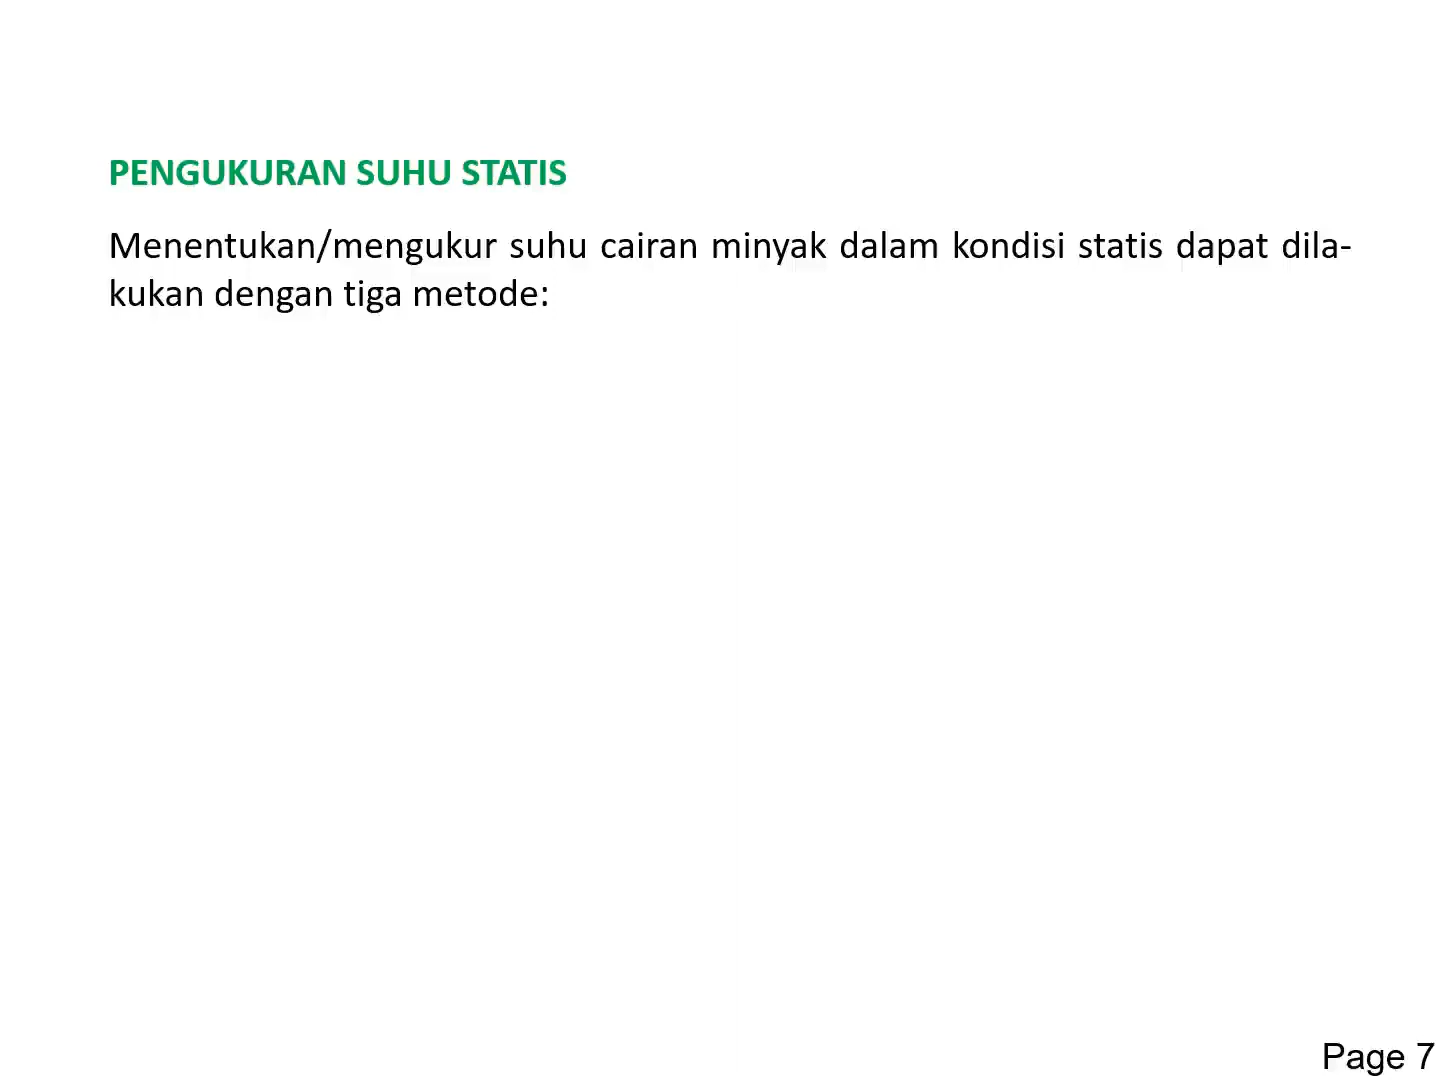 PENGUKURAN SUHU STATIS
Menentukan/mengukur suhu cairan minyak dalam kondisi statis dapat dila-
kukan dengan tiga metode:
Page 7